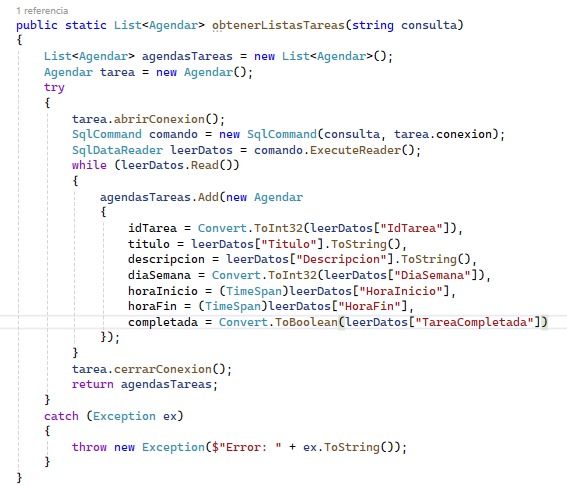 1 referencia
public static List<Agendar> obtenerListasTareas(string consulta)
{
List<Agendar> agendasTareas = new List<Agendar>();
Agendar tarea = new Agendar();
try
{
tarea.abrirConexion();
SqlCommand comando = new SqlCommand(consulta, tarea.conexion);
SqlDataReader leerDatos = comando.ExecuteReader();
while (leerDatos.Read())
{
agendasTareas.Add(new Agendar
{
idTarea = Convert.ToInt32(leerDatos["IdTarea"]),
titulo = leerDatos["Titulo"].ToString(),
descripcion = leerDatos["Descripcion"].ToString(),
diaSemana = Convert.ToInt32(leerDatos["DiaSemana"]),
horaInicio = (TimeSpan)leerDatos["HoraInicio"],
horaFin = (TimeSpan)leerDatos["HoraFin"],
completada = Convert.ToBoolean(leerDatos["TareaCompletada"])
});
}
tarea.cerrarConexion();
return agendasTareas;
}
catch (Exception ex)
{
throw new Exception($"Error: " + ex.ToString());
}
}